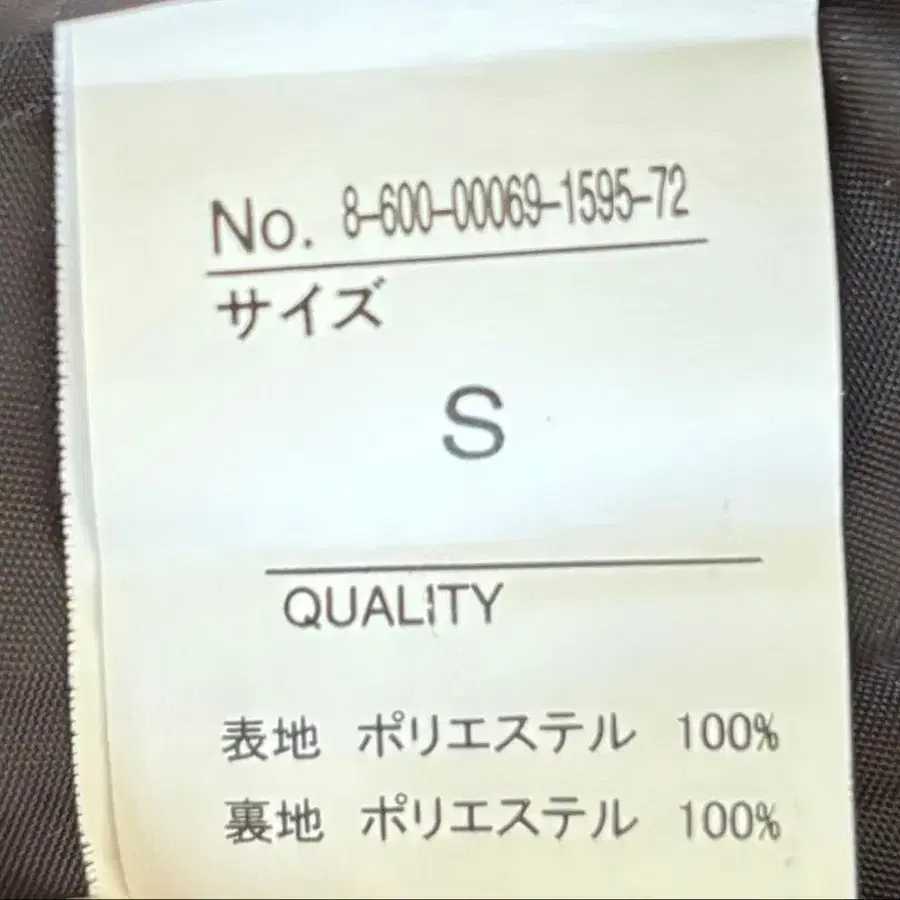 No. 8-600-00069-1595-72
サイズ
S
QUALITY
表地 ポリエステル 100%
裏地 ポリエステル 100%